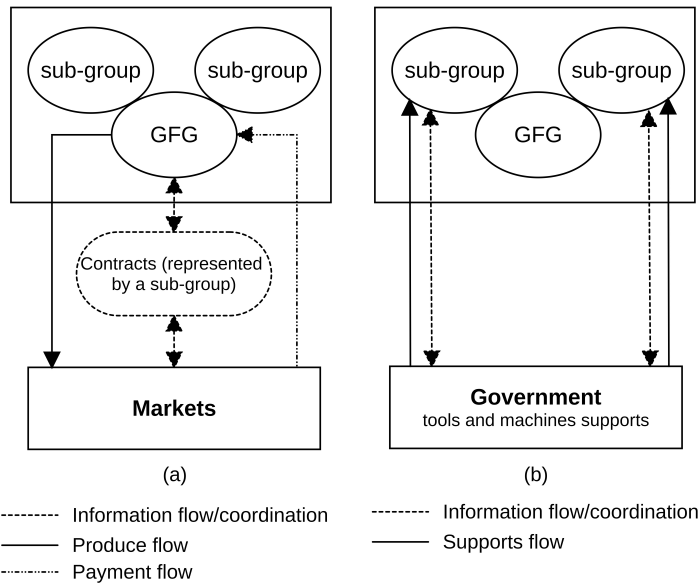 sub-group
sub-group
GFG
Contracts (represented
by a sub-group)
Markets
(a)
Information flow/coordination
Produce flow
Payment flow
sub-group
sub-group
GFG
Government
tools and machines supports
(b)
Information flow/coordination
Supports flow